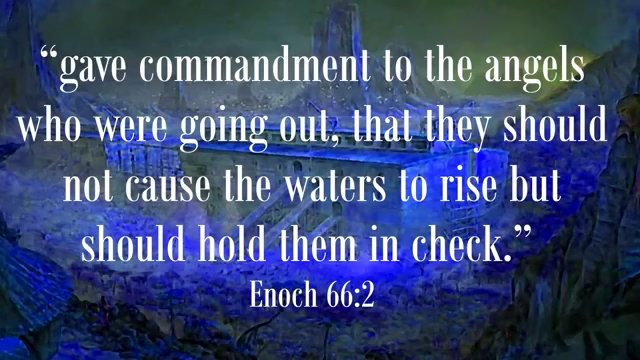 “gave commandment to the angels
who were going out, that they should
not cause the waters to rise but
should hold them in check.”
Enoch 66:2